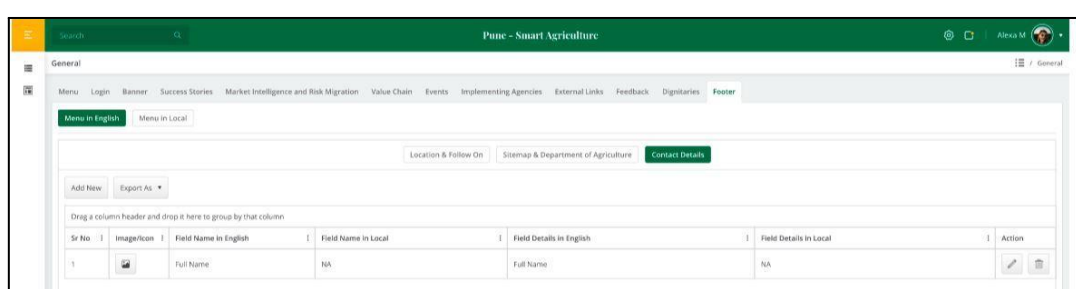 Search Pune - Smart Agriculture Alexa M
General / General
Menu Login Banner Success Stories Market Intelligence and Risk Migration Value Chain Events Implementing Agencies External Links Feedback Dignitaries Footer
Menu in English Menu in Local
Location & Follow On Sitemap & Department of Agriculture Contact Details
Add New Export As
Drag a column header and drop it here to group by that column
Sr No Image/Icon Field Name in English Field Name in Local Field Details in English Field Details in Local Action
1 Full Name NA Full Name NA